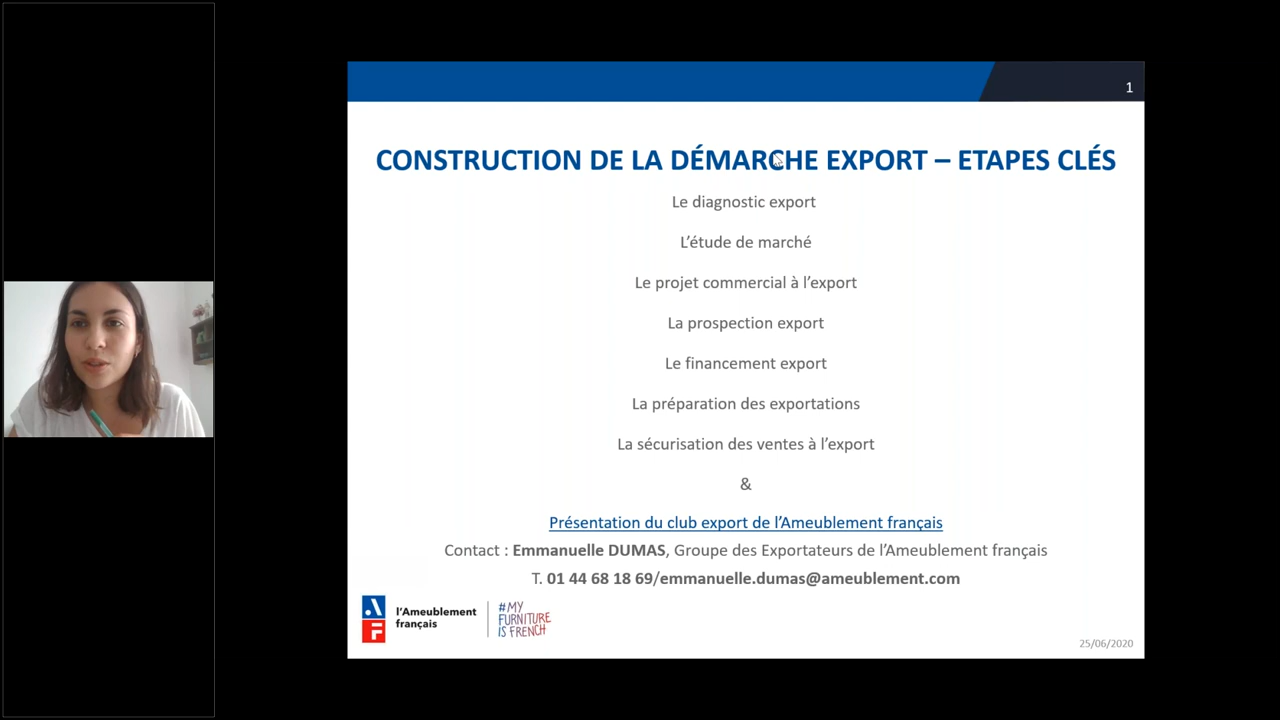 1
CONSTRUCTION DE LA DÉMARCHE EXPORT – ETAPES CLÉS
Le diagnostic export
L’étude de marché
Le projet commercial à l’export
La prospection export
Le financement export
La préparation des exportations
La sécurisation des ventes à l’export
&
Présentation du club export de l’Ameublement français
Contact : Emmanuelle DUMAS, Groupe des Exportateurs de l’Ameublement français
T. 01 44 68 18 69/emmanuelle.dumas@ameublement.com
AF
l’Ameublement
français
#MY
FURNITURE
IS FRENCH
25/06/2020